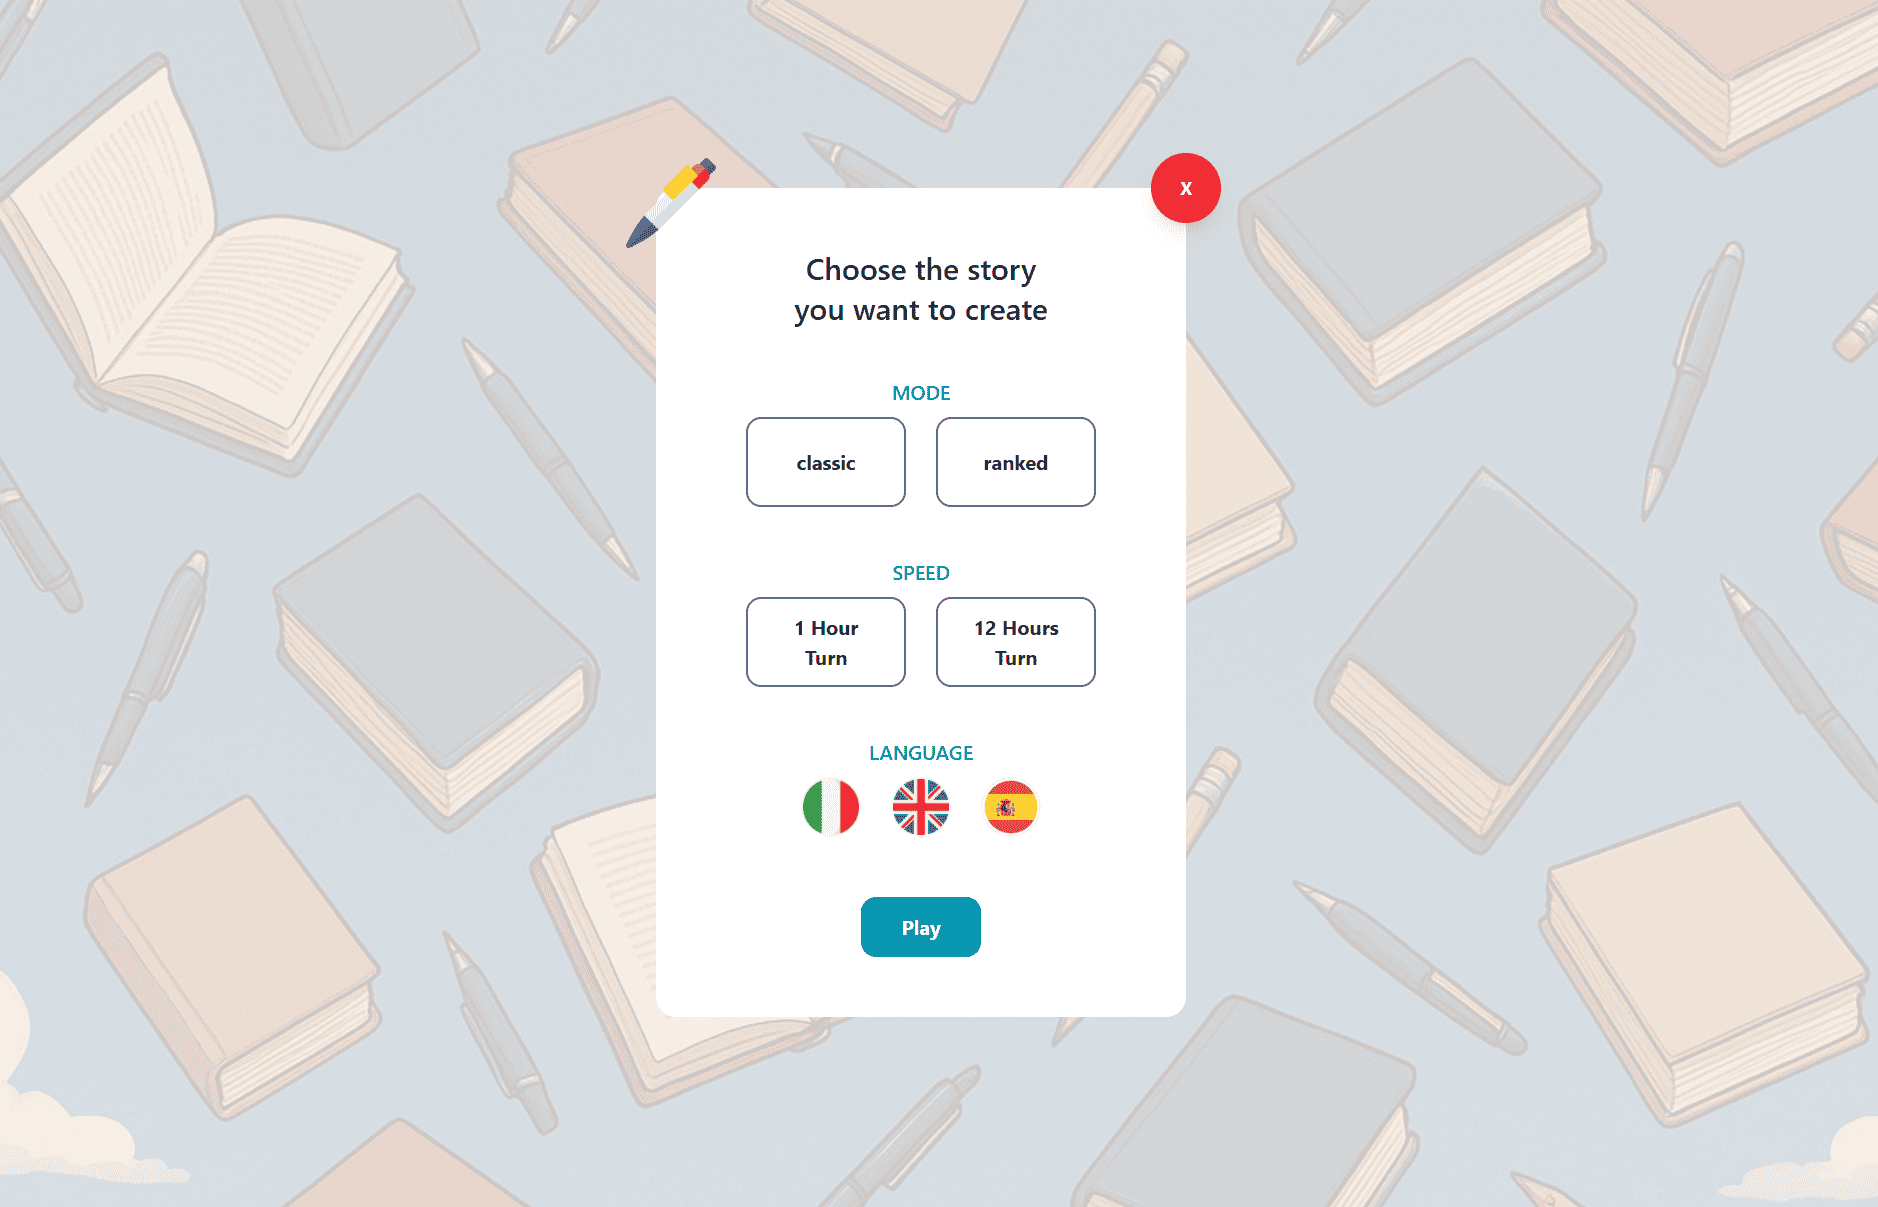 X
Choose the story
you want to create
MODE
classic
ranked
SPEED
1 Hour
Turn
12 Hours
Turn
LANGUAGE
Play